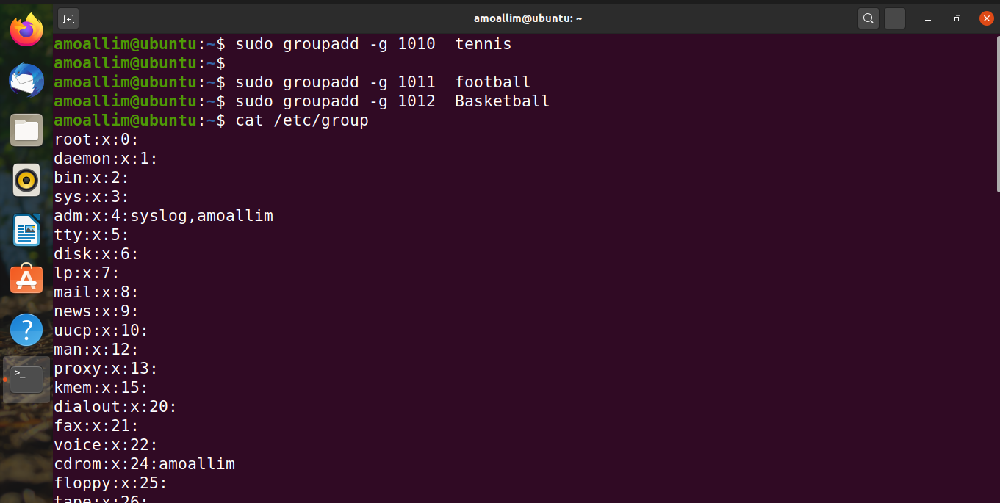 amoallim@ubuntu: ~
amoallim@ubuntu:~$ sudo groupadd -g 1010  tennis
amoallim@ubuntu:~$
amoallim@ubuntu:~$ sudo groupadd -g 1011  football
amoallim@ubuntu:~$ sudo groupadd -g 1012  Basketball
amoallim@ubuntu:~$ cat /etc/group
root:x:0:
daemon:x:1:
bin:x:2:
sys:x:3:
adm:x:4:syslog,amoallim
tty:x:5:
disk:x:6:
lp:x:7:
mail:x:8:
news:x:9:
uucp:x:10:
man:x:12:
proxy:x:13:
kmem:x:15:
dialout:x:20:
fax:x:21:
voice:x:22:
cdrom:x:24:amoallim
floppy:x:25:
tape:x:26: